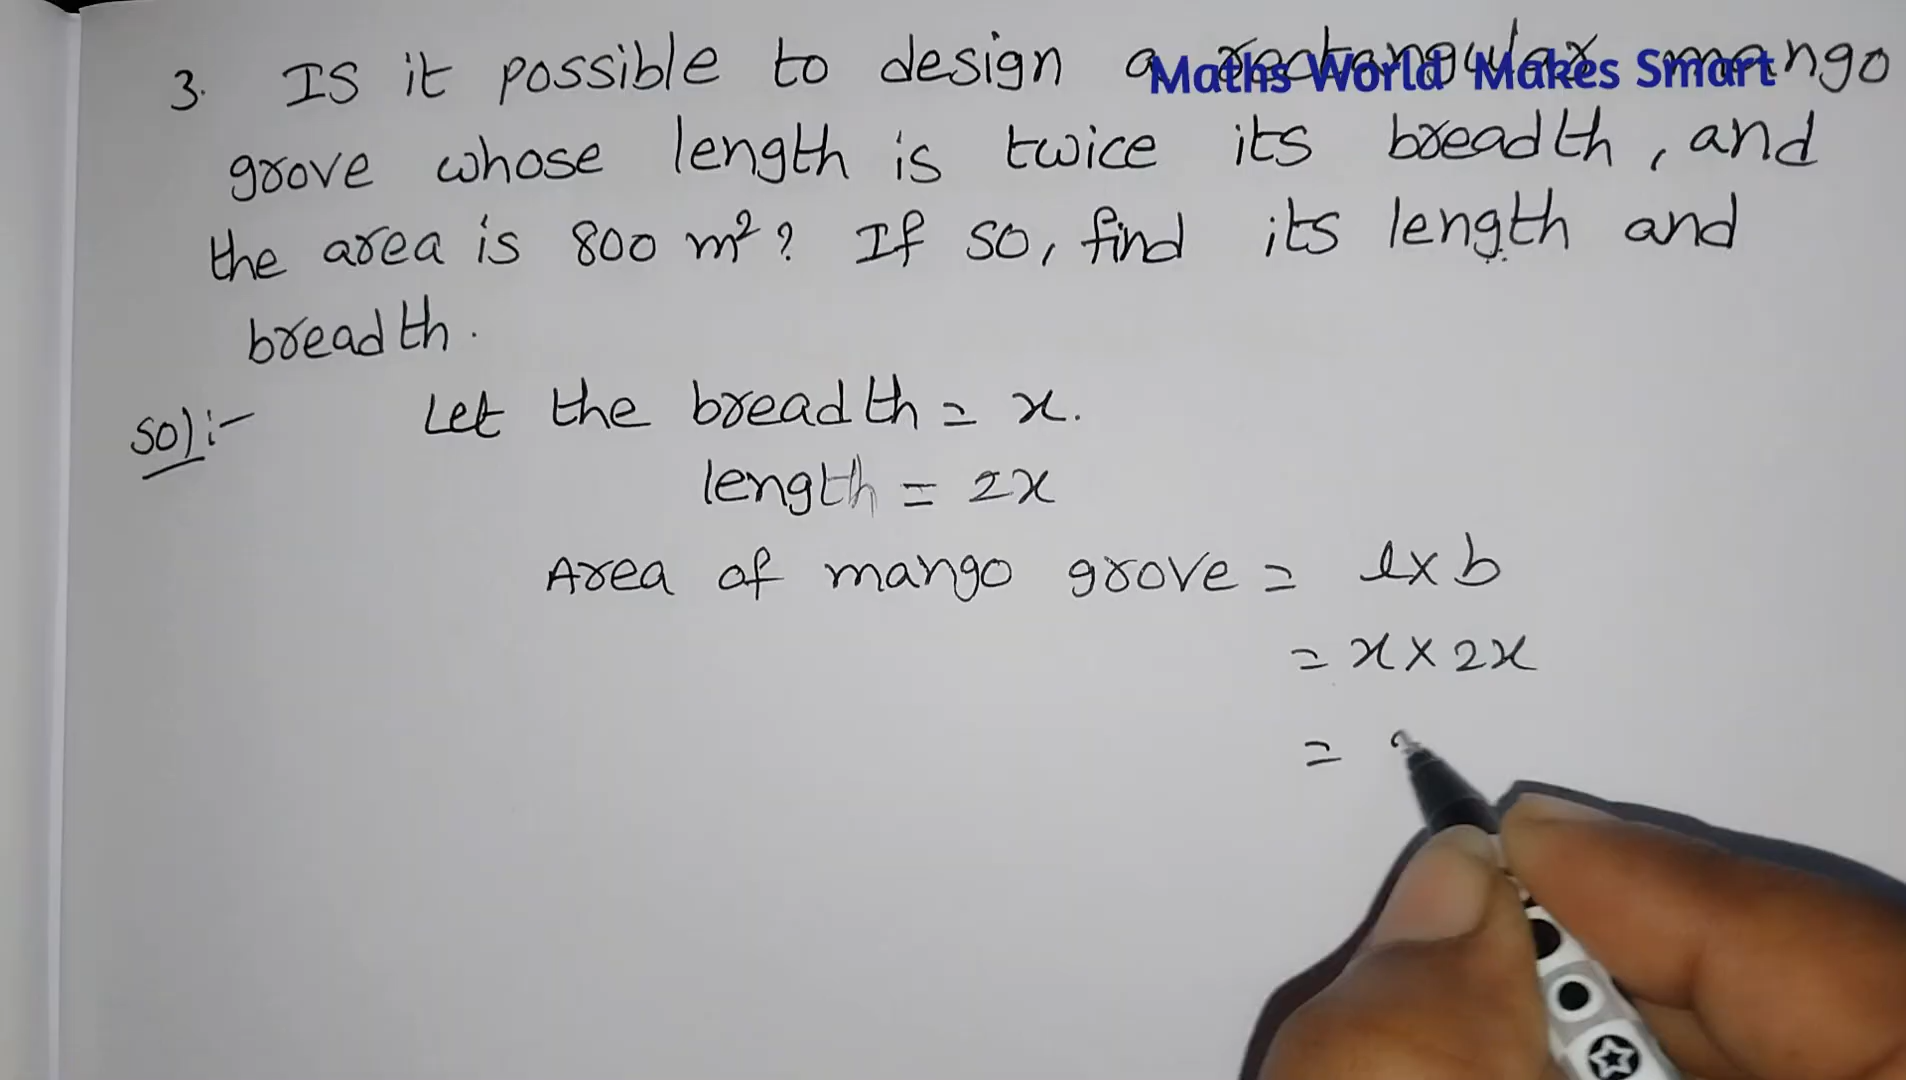 3. Is it possible to design a rectangular mango
Maths World Makes Smart
grove whose length is twice its breadth, and
the area is 800 m²? If so, find its length and
breadth.
Sol:- Let the breadth = x.
length = 2x
Area of mango grove = l x b
= x × 2x
=